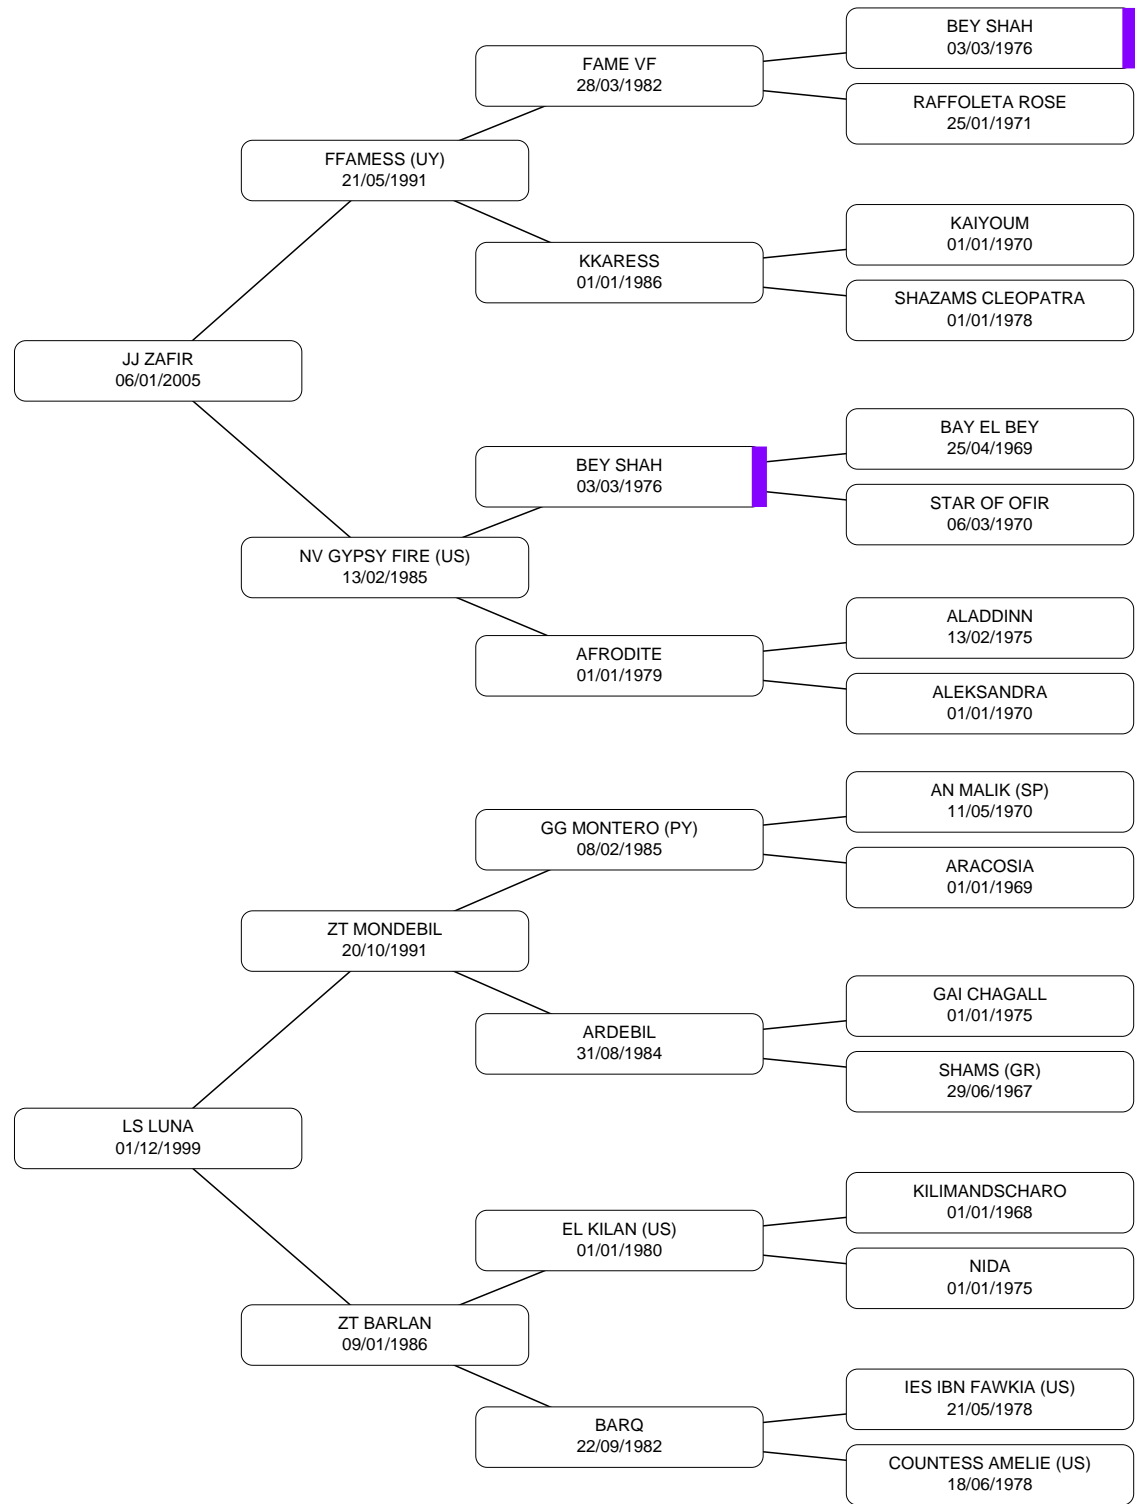 BEY SHAH
03/03/1976
FAME VF
28/03/1982
RAFFOLETA ROSE
25/01/1971
FFAMESS (UY)
21/05/1991
KAIYOUM
01/01/1970
KKARESS
01/01/1986
SHAZAMS CLEOPATRA
01/01/1978
JJ ZAFIR
06/01/2005
BAY EL BEY
25/04/1969
BEY SHAH
03/03/1976
STAR OF OFIR
06/03/1970
NV GYPSY FIRE (US)
13/02/1985
ALADDINN
13/02/1975
AFRODITE
01/01/1979
ALEKSANDRA
01/01/1970
AN MALIK (SP)
11/05/1970
GG MONTERO (PY)
08/02/1985
ARACOSIA
01/01/1969
ZT MONDEBIL
20/10/1991
GAI CHAGALL
01/01/1975
ARDEBIL
31/08/1984
SHAMS (GR)
29/06/1967
LS LUNA
01/12/1999
KILIMANDSCHARO
01/01/1968
EL KILAN (US)
01/01/1980
NIDA
01/01/1975
ZT BARLAN
09/01/1986
IES IBN FAWKIA (US)
21/05/1978
BARQ
22/09/1982
COUNTESS AMELIE (US)
18/06/1978